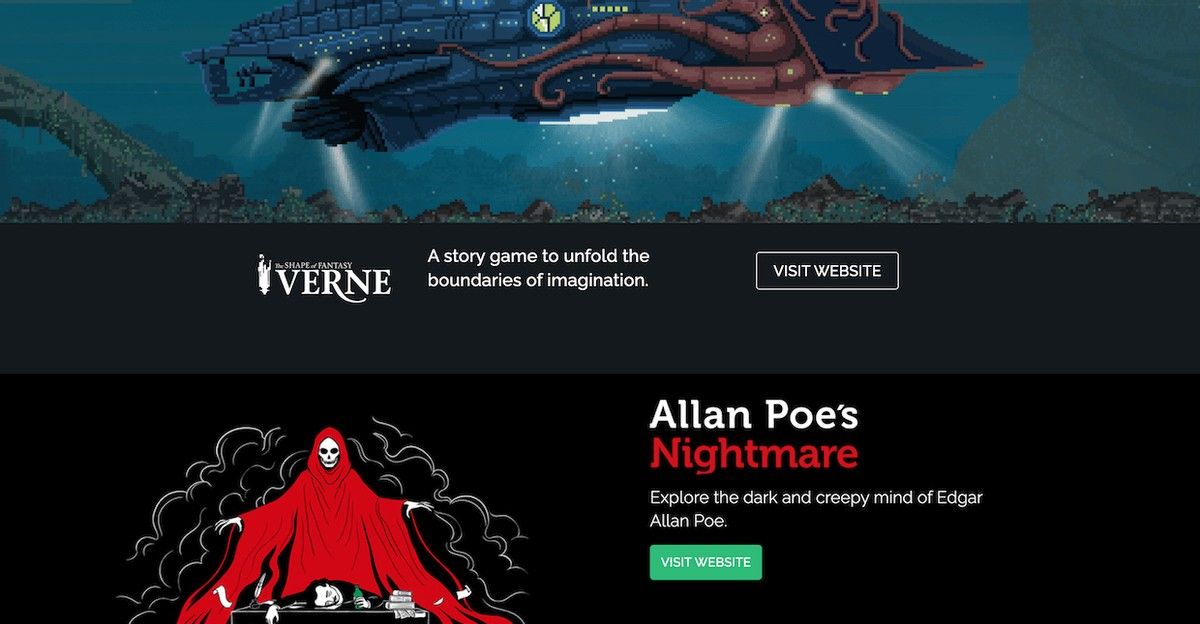 The SHAPE of FANTASY
VERNE
A story game to unfold the
boundaries of imagination.
VISIT WEBSITE
Allan Poe's
Nightmare
Explore the dark and creepy mind of Edgar
Allan Poe.
VISIT WEBSITE